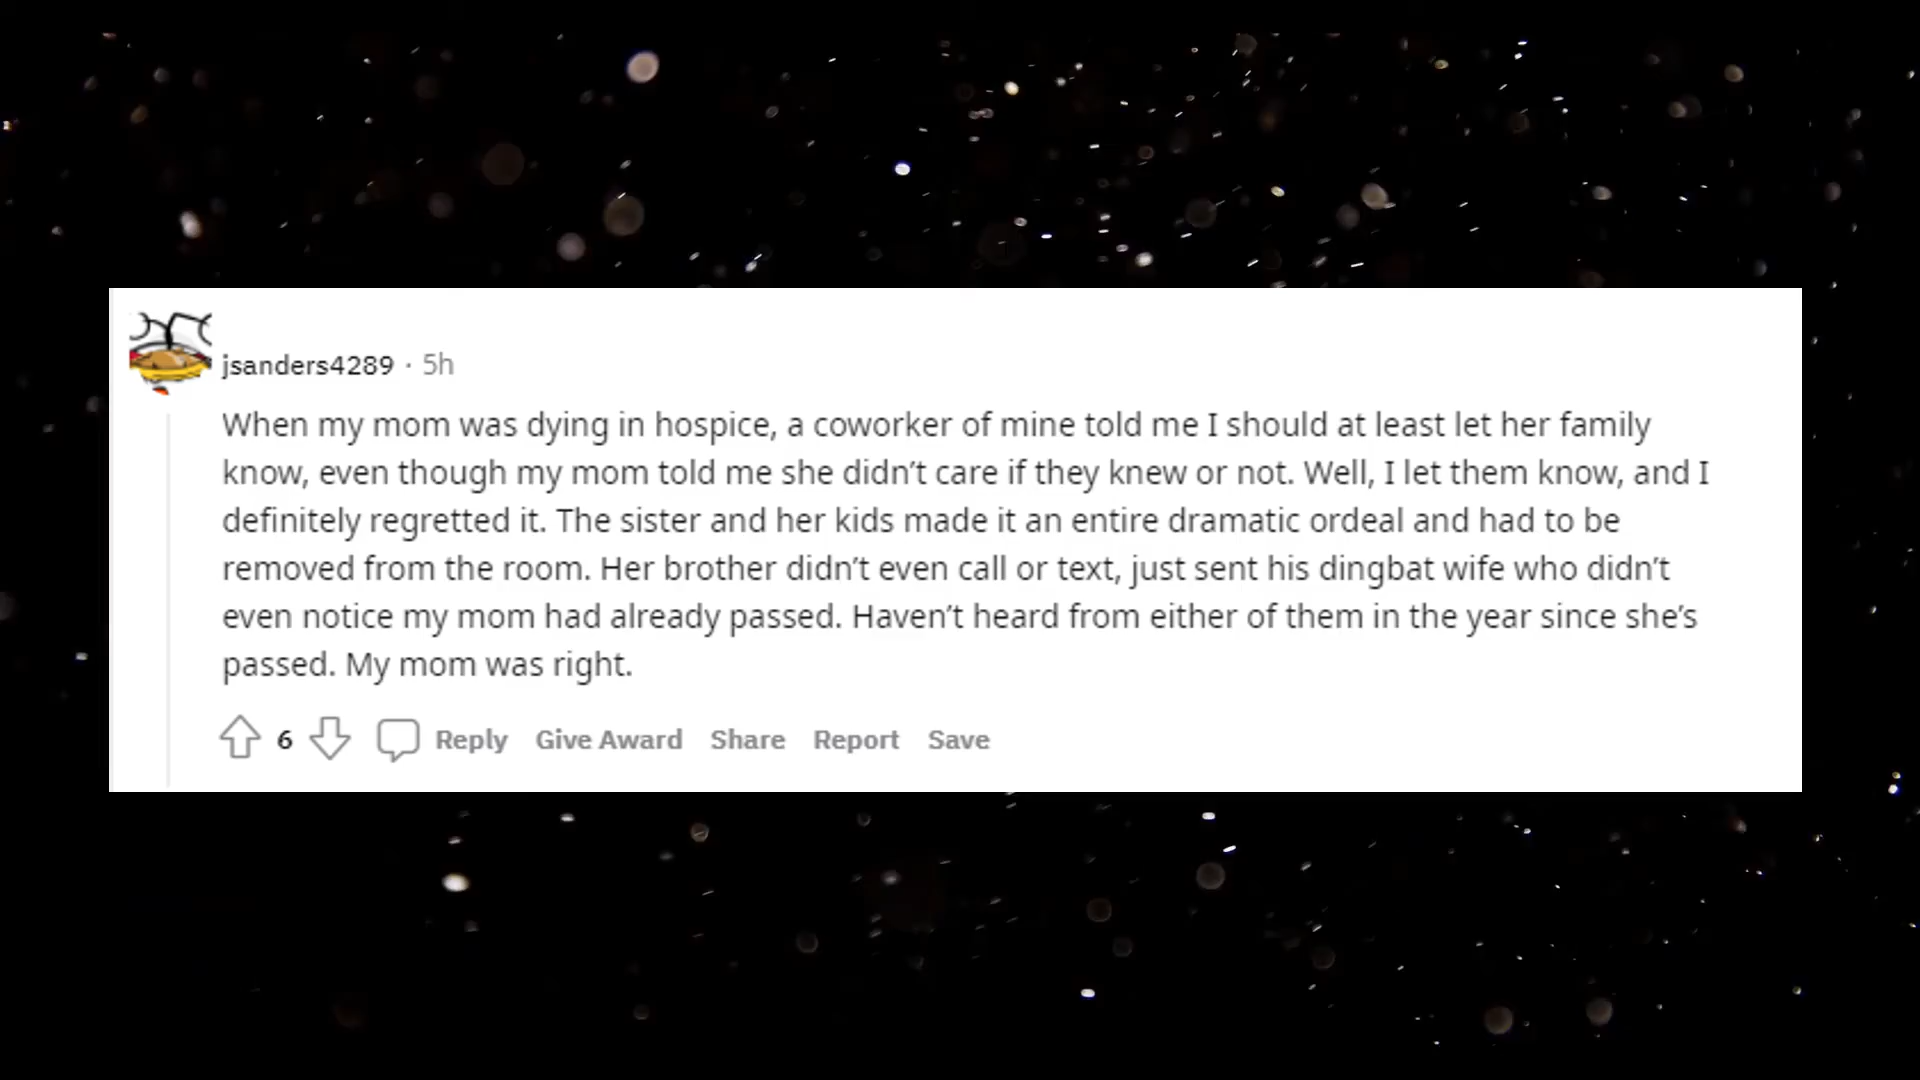 jsanders4289 · 5h
When my mom was dying in hospice, a coworker of mine told me I should at least let her family
know, even though my mom told me she didn’t care if they knew or not. Well, I let them know, and I
definitely regretted it. The sister and her kids made it an entire dramatic ordeal and had to be
removed from the room. Her brother didn’t even call or text, just sent his dingbat wife who didn’t
even notice my mom had already passed. Haven’t heard from either of them in the year since she’s
passed. My mom was right.
6 Reply Give Award Share Report Save